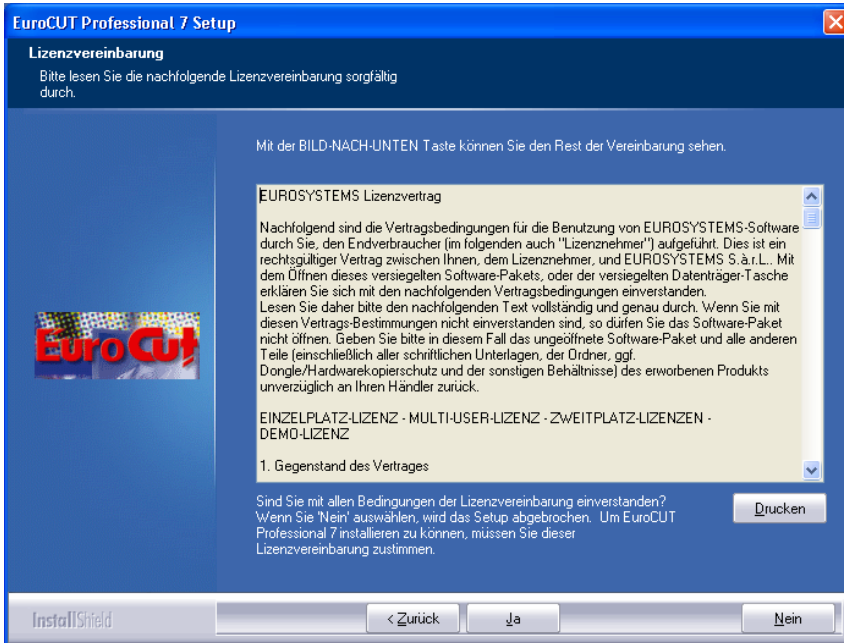 EuroCUT Professional 7 Setup
Lizenzvereinbarung
Bitte lesen Sie die nachfolgende Lizenzvereinbarung sorgfältig
durch.
Mit der BILD-NACH-UNTEN Taste können Sie den Rest der Vereinbarung sehen.
EUROSYSTEMS Lizenzvertrag
Nachfolgend sind die Vertragsbedingungen für die Benutzung von EUROSYSTEMS-Software
durch Sie, den Endverbraucher (im folgenden auch "Lizenznehmer") aufgeführt. Dies ist ein
rechtsgültiger Vertrag zwischen Ihnen, dem Lizenznehmer, und EUROSYSTEMS S.à.r.L.. Mit
dem Öffnen dieses versiegelten Software-Pakets, oder der versiegelten Datenträger-Tasche
erklären Sie sich mit den nachfolgenden Vertragsbedingungen einverstanden.
Lesen Sie daher bitte den nachfolgenden Text vollständig und genau durch. Wenn Sie mit
diesen Vertrags-Bestimmungen nicht einverstanden sind, so dürfen Sie das Software-Paket
nicht öffnen. Geben Sie bitte in diesem Fall das ungeöffnete Software-Paket und alle anderen
Teile (einschließlich aller schriftlichen Unterlagen, der Ordner, ggf.
Dongle/Hardwarekopierschutz und der sonstigen Behältnisse) des erworbenen Produkts
unverzüglich an Ihren Händler zurück.
EINZELPLATZ-LIZENZ - MULTI-USER-LIZENZ - ZWEITPLATZ-LIZENZEN -
DEMO-LIZENZ
1. Gegenstand des Vertrages
EuroCut
Sind Sie mit allen Bedingungen der Lizenzvereinbarung einverstanden?
Wenn Sie 'Nein' auswählen, wird das Setup abgebrochen. Um EuroCUT
Professional 7 installieren zu können, müssen Sie dieser
Lizenzvereinbarung zustimmen.
Drucken
InstallShield
< Zurück
Ja
Nein